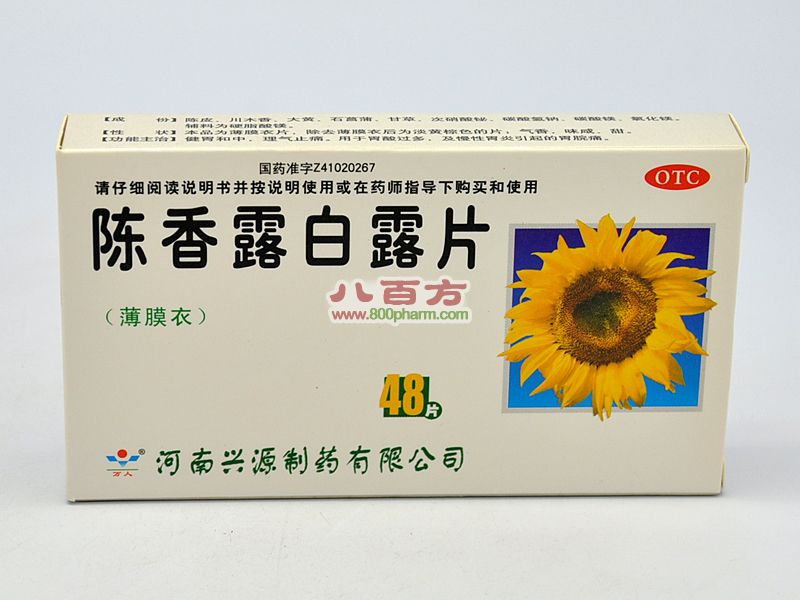 【成 份】陈皮、川木香、大黄、石菖蒲、甘草、次硝酸铋、碳酸氢钠、碳酸镁、氧化镁。
辅料为硬脂酸镁。
【性 状】本品为薄膜衣片，除去薄膜衣后为淡黄棕色的片；气香，味咸、甜。
【功能主治】健胃和中，理气止痛。用于胃酸过多，及慢性胃炎引起的胃脘痛。
国药准字Z41020267
请仔细阅读说明书并按说明使用或在药师指导下购买和使用
OTC
陈香露白露片
八百方
www.800pharm.com
（薄膜衣）
48片
万人®
河南兴源制药有限公司